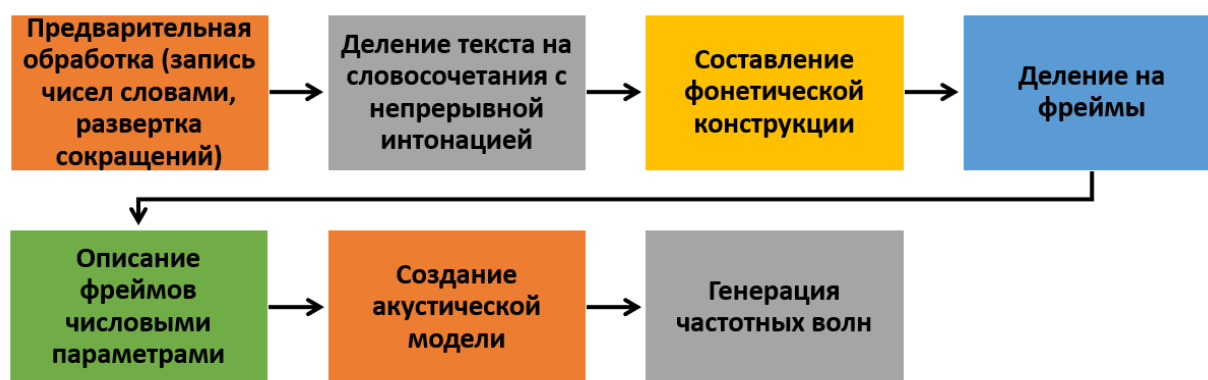 Предварительная
обработка (запись
чисел словами,
развертка
сокращений)
Деление текста на
словосочетания с
непрерывной
интонацией
Составление
фонетической
конструкции
Деление на
фреймы
Описание
фреймов
числовыми
параметрами
Создание
акустической
модели
Генерация
частотных волн